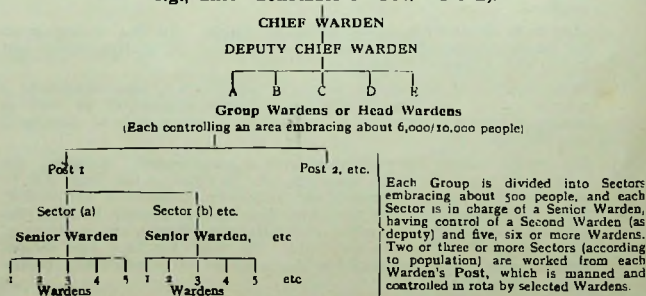 CHIEF WARDEN
DEPUTY CHIEF WARDEN
A B C D E
Group Wardens or Head Wardens
(Each controlling an area embracing about 6,000/10,000 people)
Post 1 Post 2, etc.
Sector (a) Sector (b) etc.
Senior Warden Senior Warden, etc
1 2 3 4 5 1 2 3 4 5 etc
Wardens Wardens
Each Group is divided into Sectors
embracing about 500 people, and each
Sector is in charge of a Senior Warden,
having control of a Second Warden (as
deputy) and five, six or more Wardens.
Two or three or more Sectors (according
to population) are worked from each
Warden's Post, which is manned and
controlled in rota by selected Wardens.